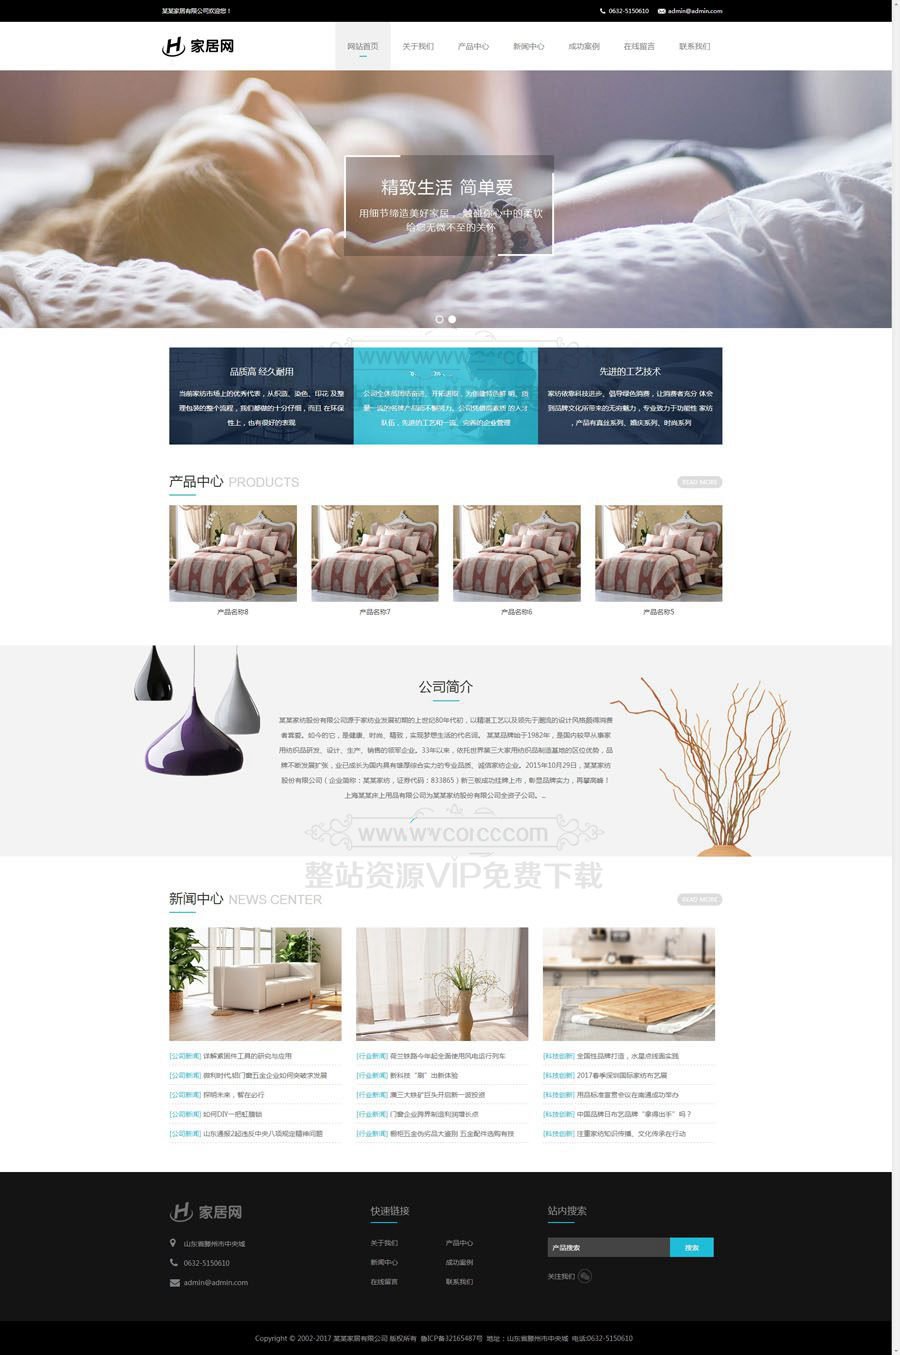 某某家居有限公司欢迎您！
0632-5150610 admin@admin.com
家居网
网站首页 关于我们 产品中心 新闻中心 成功案例 在线留言 联系我们
精致生活 简单爱
用细节缔造美好家居，触碰你心中的柔软
给您无微不至的关怀
品质高 经久耐用
当前家纺市场上的优秀代表，从织造、染色、印花 及整
理包装的整个流程，我们都做的十分仔细，而且 在环保
性上，也有很好的表现
公司全体员团结奋进、开拓进取，为创建特色鲜 明、质
量一流的名牌产品而不懈努力。公司凭借高素质 的人才
队伍，先进的工艺和一流、完善的企业管理
先进的工艺技术
家纺依靠科技进步、倡导绿色消费，让消费者充分 体会
到品牌文化所带来的无穷魅力，专业致力于功能性 家纺
，产品有真丝系列、婚庆系列、时尚系列
产品中心 PRODUCTS
READ MORE
产品名称8 产品名称7 产品名称6 产品名称5
公司简介
某某家纺股份有限公司源于家纺业发展初期的上世纪80年代初，以精湛工艺以及领先于潮流的设计风格赢得消费
者喜爱。如今的它，是健康、时尚、精致，实现梦想生活的代名词。 某某品牌始于1982年，是国内较早从事家
用纺织品研发、设计、生产、销售的领军企业。33年以来，依托世界第三大家用纺织品制造基地的区位优势，品
牌不断发展扩张，业已成长为国内具有雄厚综合实力的专业品质、诚信家纺企业。2015年10月29日，某某家纺
股份有限公司（企业简称：某某家纺，证券代码：833865）新三板成功挂牌上市，彰显品牌实力，再攀高峰！
上海某某床上用品有限公司为某某家纺股份有限公司全资子公司。...
整站资源VIP免费下载
新闻中心 NEWS CENTER
READ MORE
[公司新闻] 详解紧固件工具的研究与应用
[公司新闻] 微利时代,铝门窗五金企业如何突破求发展
[公司新闻] 探明未来，智在必行
[公司新闻] 如何DIY一把虹膜锁
[公司新闻] 山东通报2起违反中央八项规定精神问题
[行业新闻] 荷兰铁路今年起全面使用风电运行列车
[行业新闻] 新科技“刷”出新体验
[行业新闻] 澳三大铁矿巨头开启新一波投资
[行业新闻] 门窗企业跨界制造利润增长点
[行业新闻] 橱柜五金伪劣品大鉴别 五金配件选购有技
[科技创新] 全国性品牌打造，水星点线面实践
[科技创新] 2017春季深圳国际家纺布艺展
[科技创新] 用品标准宣贯会议在南通成功举办
[科技创新] 中国品牌日布艺品牌“拿得出手”吗？
[科技创新] 注重家纺知识传播、文化传承在行动
家居网
山东省滕州市中央城
0632-5150610
admin@admin.com
快速链接
关于我们 产品中心
新闻中心 成功案例
在线留言 联系我们
站内搜索
产品搜索 搜索
关注我们
Copyright © 2002-2017 某某家居有限公司 版权所有 鲁ICP备32165487号 地址：山东省滕州市中央城 电话:0632-5150610